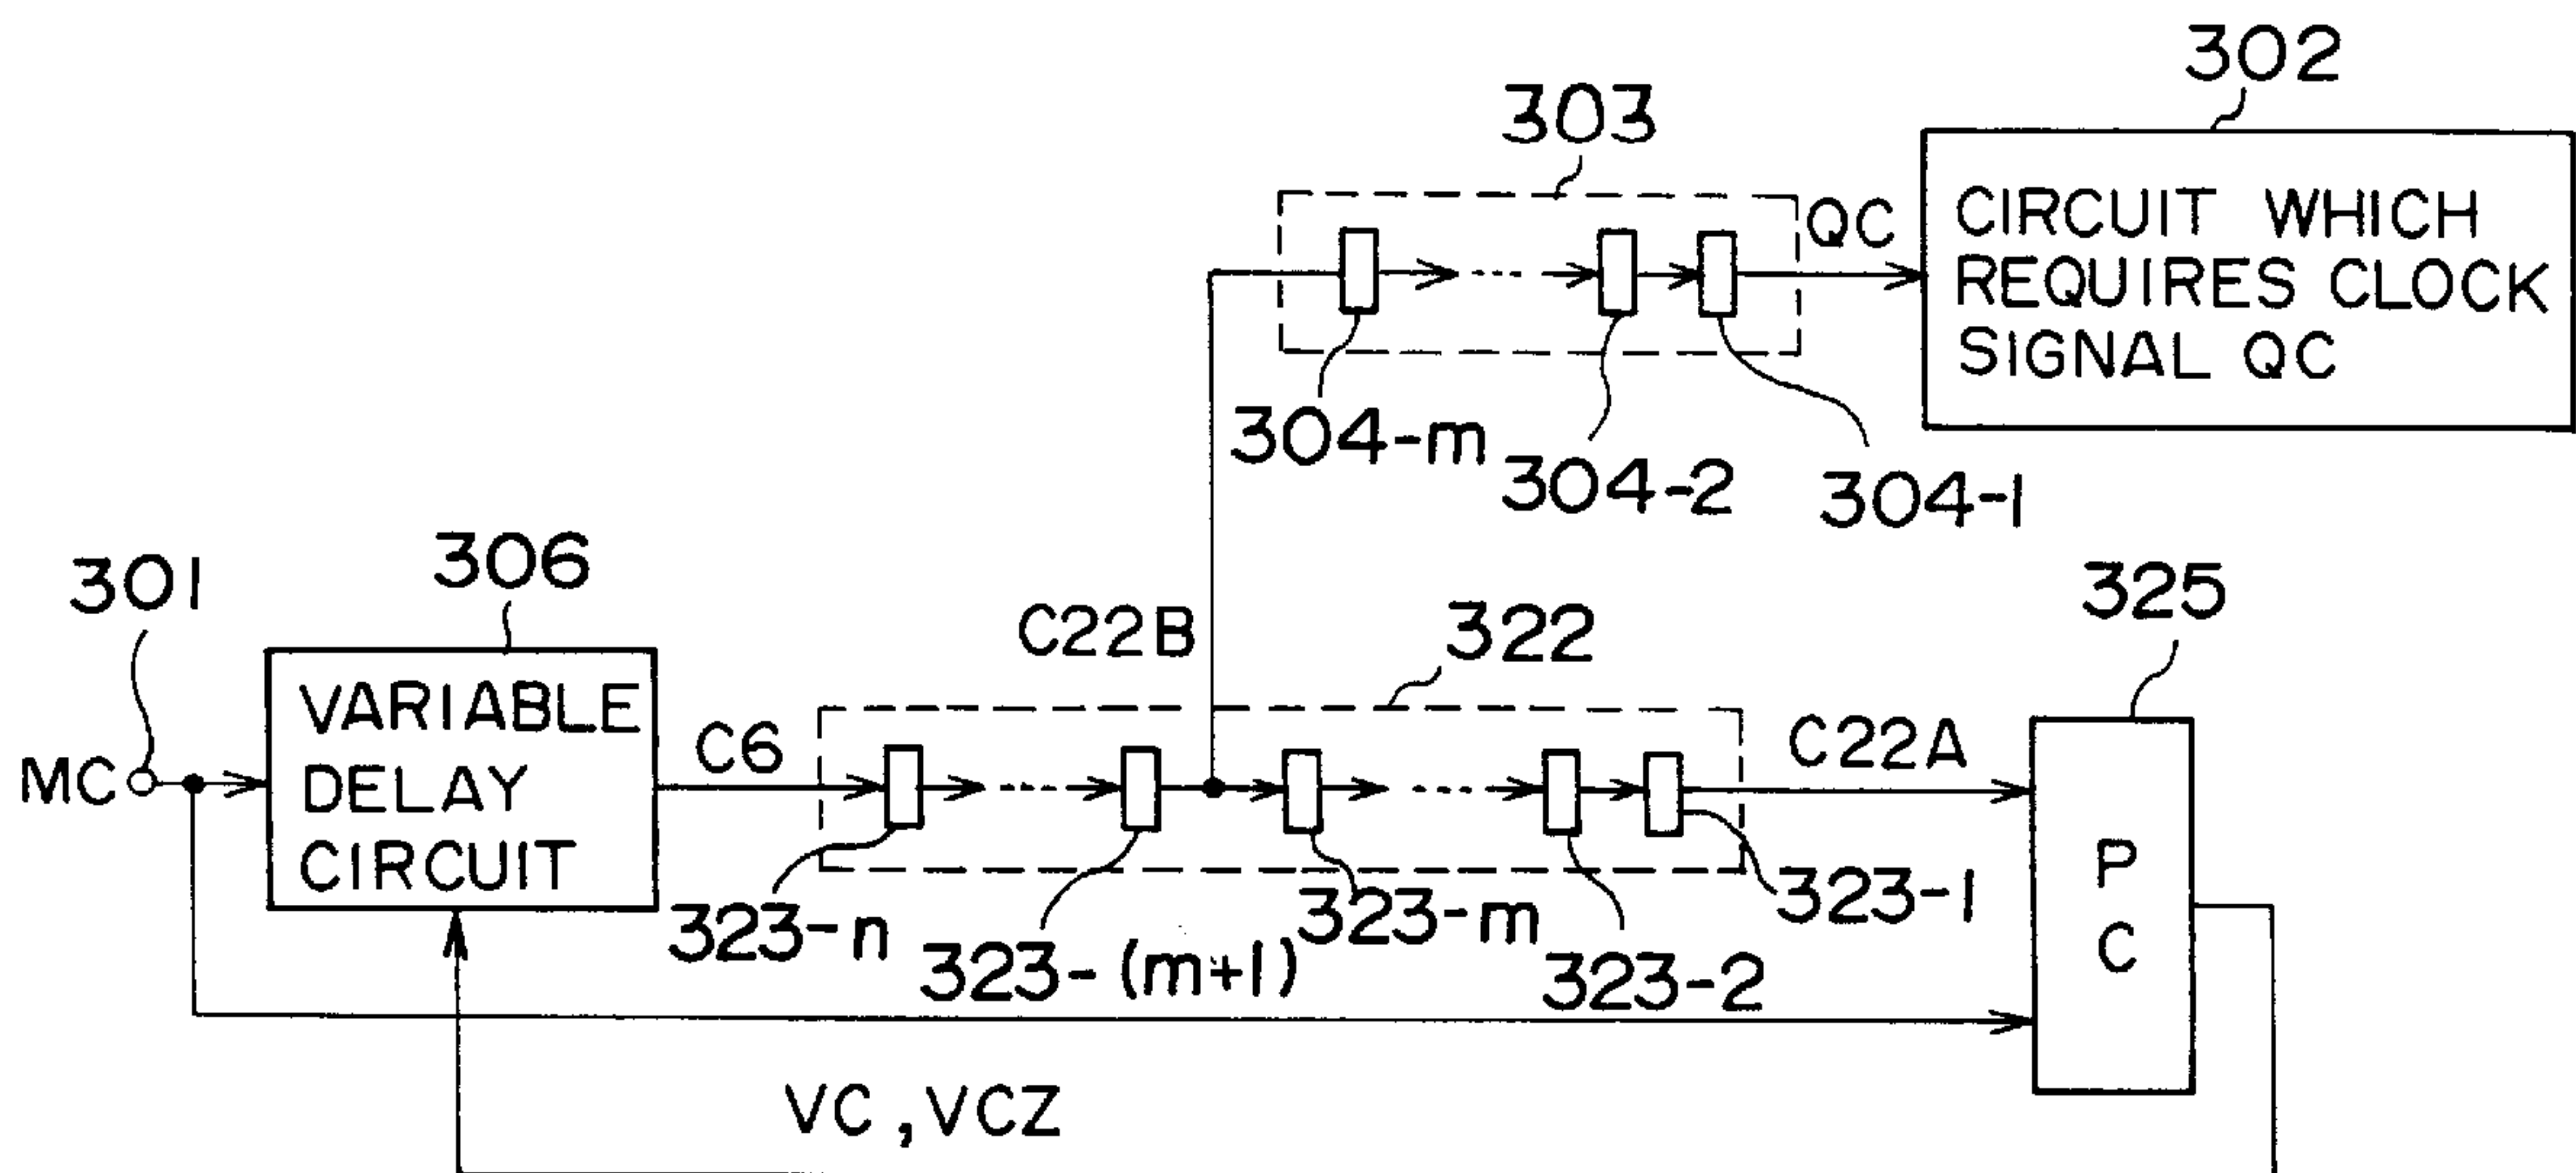 302
303
QC
CIRCUIT WHICH
REQUIRES CLOCK
SIGNAL QC
304-m
304-2
304-1
301
306
325
C22B
322
MC
VARIABLE
DELAY
CIRCUIT
C6
C22A
P
C
323-n
323-(m+1)
323-m
323-2
323-1
VC, VCZ